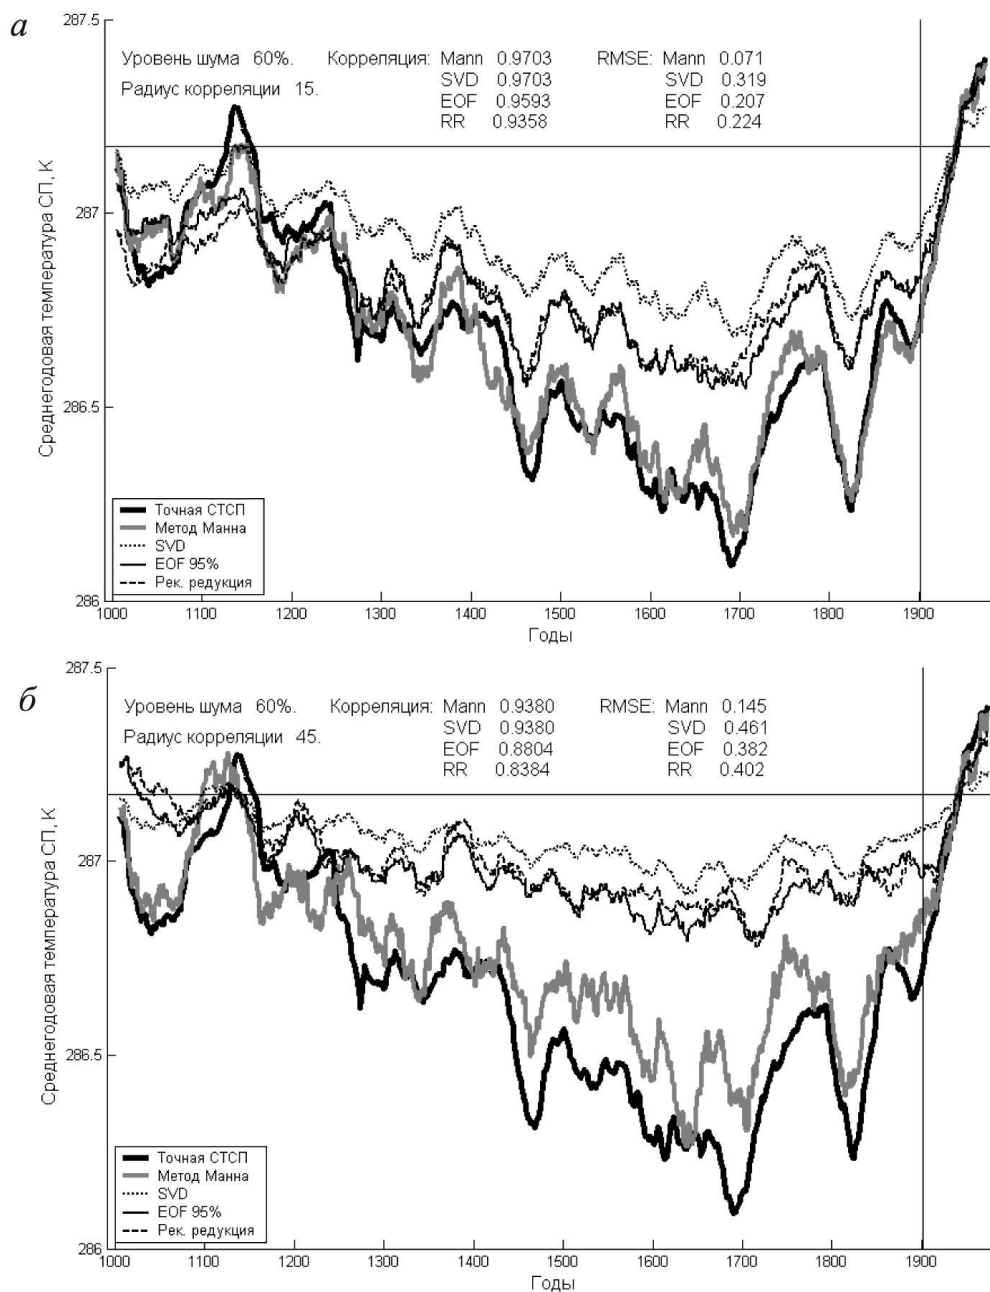 а
287.5
Уровень шума 60%. Корреляция: Mann 0.9703 RMSE: Mann 0.071
SVD 0.9703 SVD 0.319
Радиус корреляции 15. EOF 0.9593 EOF 0.207
RR 0.9358 RR 0.224
Среднегодовая температура СП, К
287
286.5
Точная СТСП
Метод Манна
SVD
EOF 95%
Рек. редукция
286
1000 1100 1200 1300 1400 1500 1600 1700 1800 1900
Годы
б
287.5
Уровень шума 60%. Корреляция: Mann 0.9380 RMSE: Mann 0.145
SVD 0.9380 SVD 0.461
Радиус корреляции 45. EOF 0.8804 EOF 0.382
RR 0.8384 RR 0.402
Среднегодовая температура СП, К
287
286.5
Точная СТСП
Метод Манна
SVD
EOF 95%
Рек. редукция
286
1000 1100 1200 1300 1400 1500 1600 1700 1800 1900
Годы